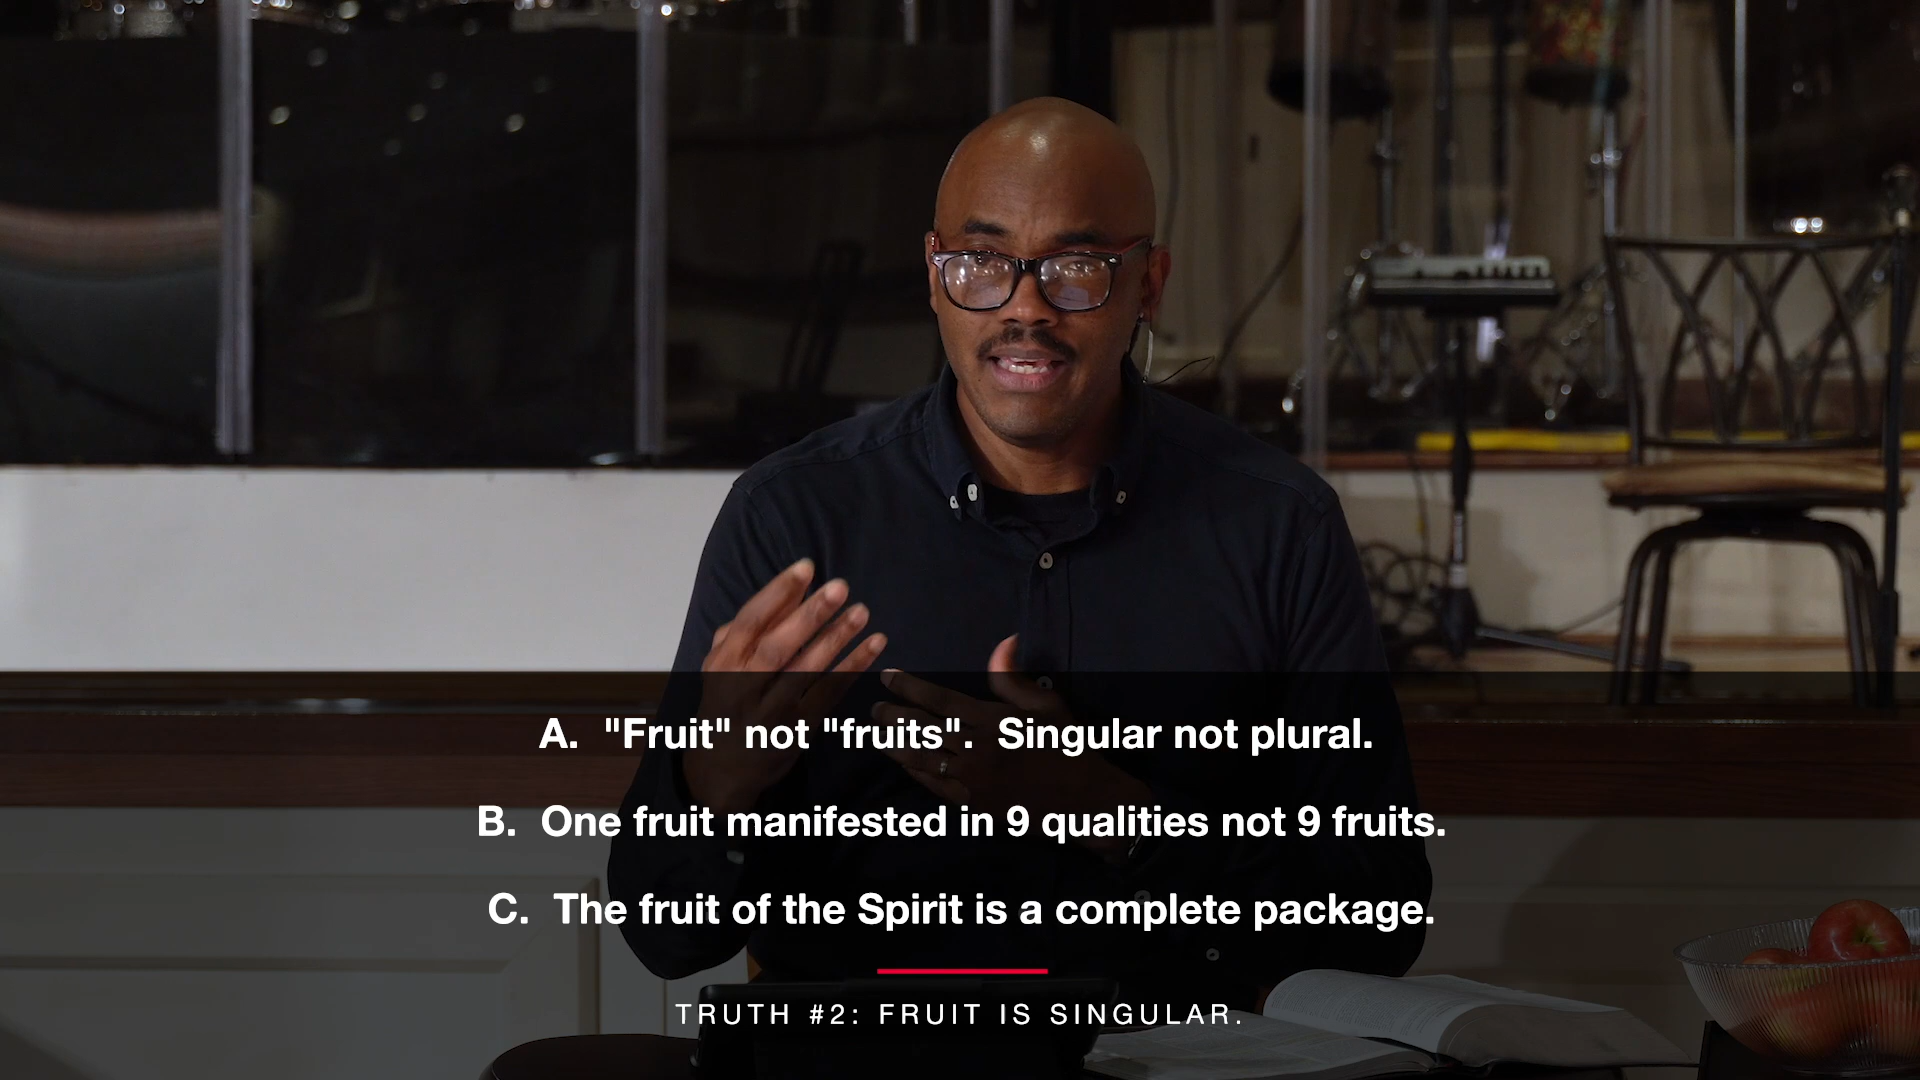 A. "Fruit" not "fruits". Singular not plural.
B. One fruit manifested in 9 qualities not 9 fruits.
C. The fruit of the Spirit is a complete package.
TRUTH #2: FRUIT IS SINGULAR.